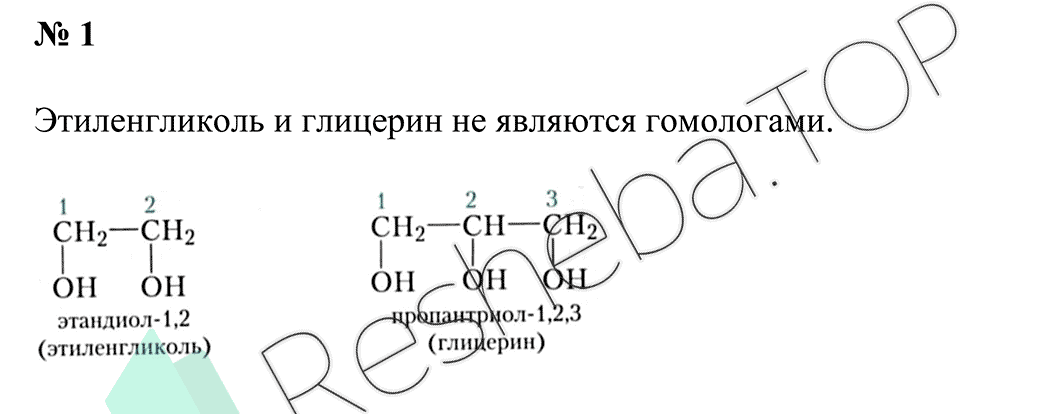 № 1
Этиленгликоль и глицерин не являются гомологами.
1 2
CH₂—CH₂
OH OH
этандиол-1,2
(этиленгликоль)
1 2 3
CH₂—CH—CH₂
OH OH OH
пропантриол-1,2,3
(глицерин)
Resheba.TOP